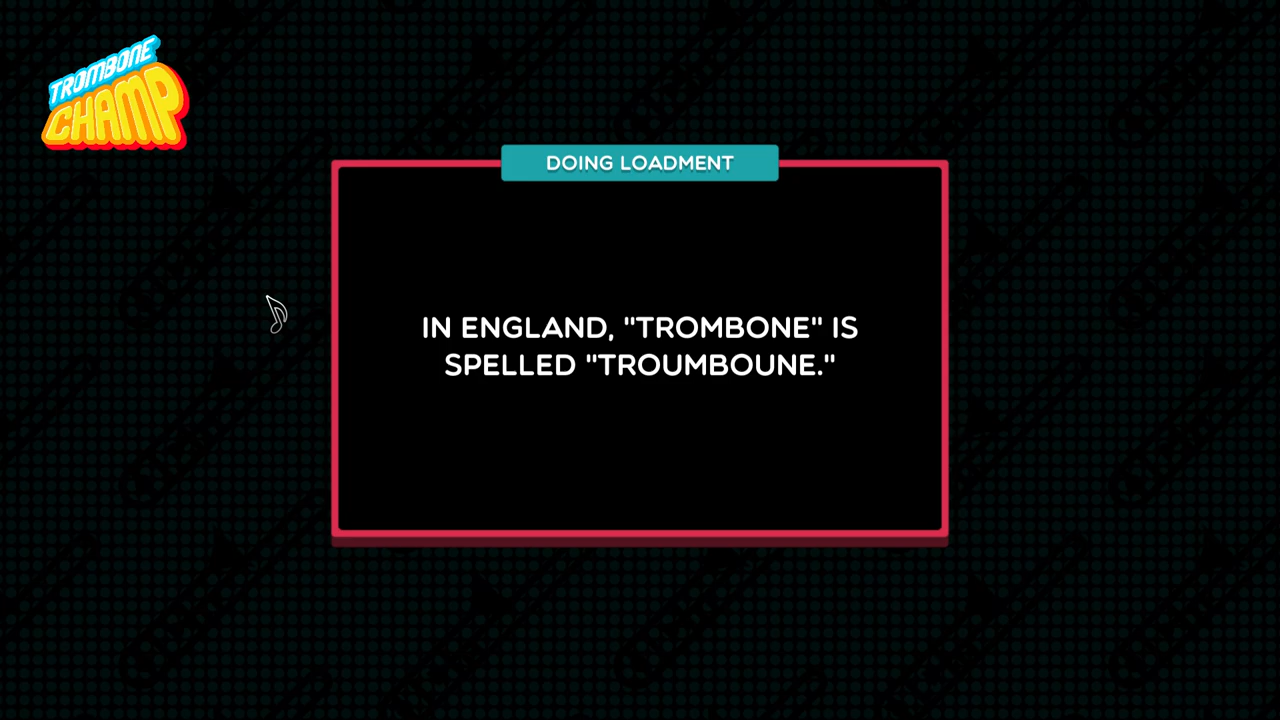 TROMBONE
CHAMP
DOING LOADMENT
IN ENGLAND, "TROMBONE" IS
SPELLED "TROUMBOUNE."